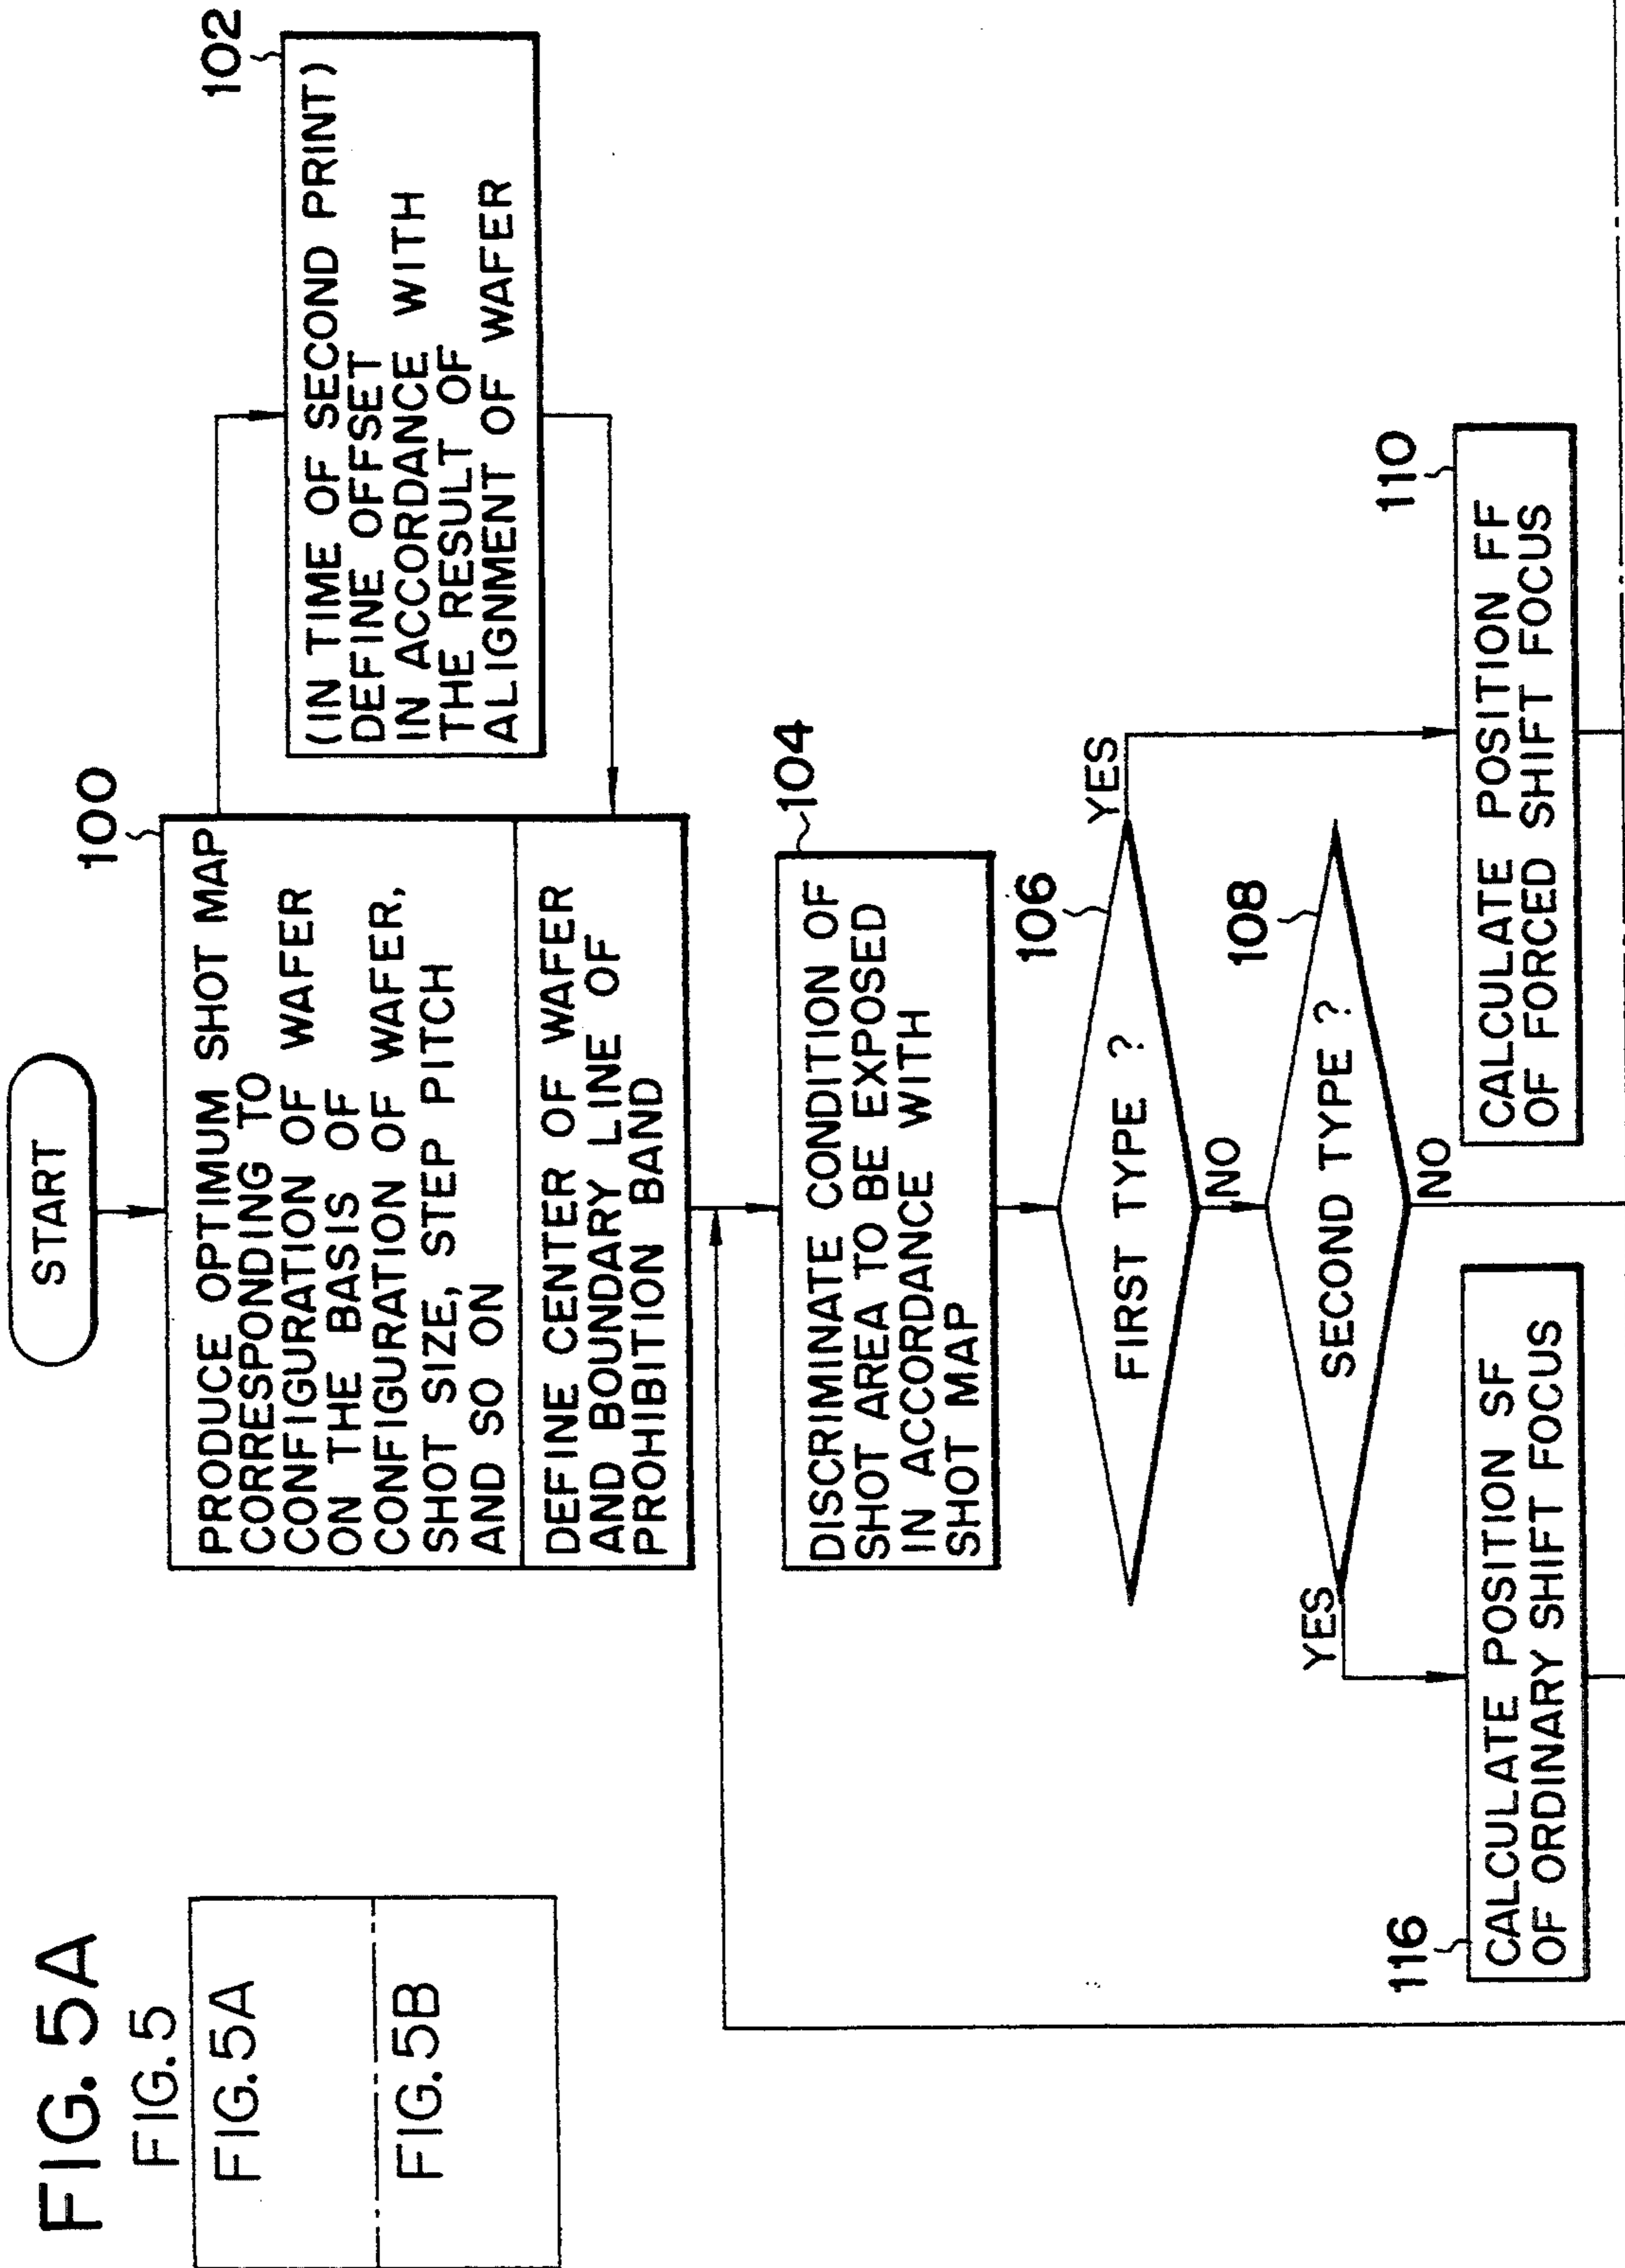 FIG. 5A
FIG. 5
FIG. 5A
FIG. 5B
START
100
PRODUCE OPTIMUM SHOT MAP
CORRESPONDING TO
CONFIGURATION OF WAFER
ON THE BASIS OF
CONFIGURATION OF WAFER,
SHOT SIZE, STEP PITCH
AND SO ON
DEFINE CENTER OF WAFER
AND BOUNDARY LINE OF
PROHIBITION BAND
102
(IN TIME OF SECOND PRINT)
DEFINE OFFSET
IN ACCORDANCE WITH
THE RESULT OF
ALIGNMENT OF WAFER
104
DISCRIMINATE CONDITION OF
SHOT AREA TO BE EXPOSED
IN ACCORDANCE WITH
SHOT MAP
106
FIRST TYPE ?
YES
NO
108
SECOND TYPE ?
YES
NO
116
CALCULATE POSITION SF
OF ORDINARY SHIFT FOCUS
110
CALCULATE POSITION FF
OF FORCED SHIFT FOCUS